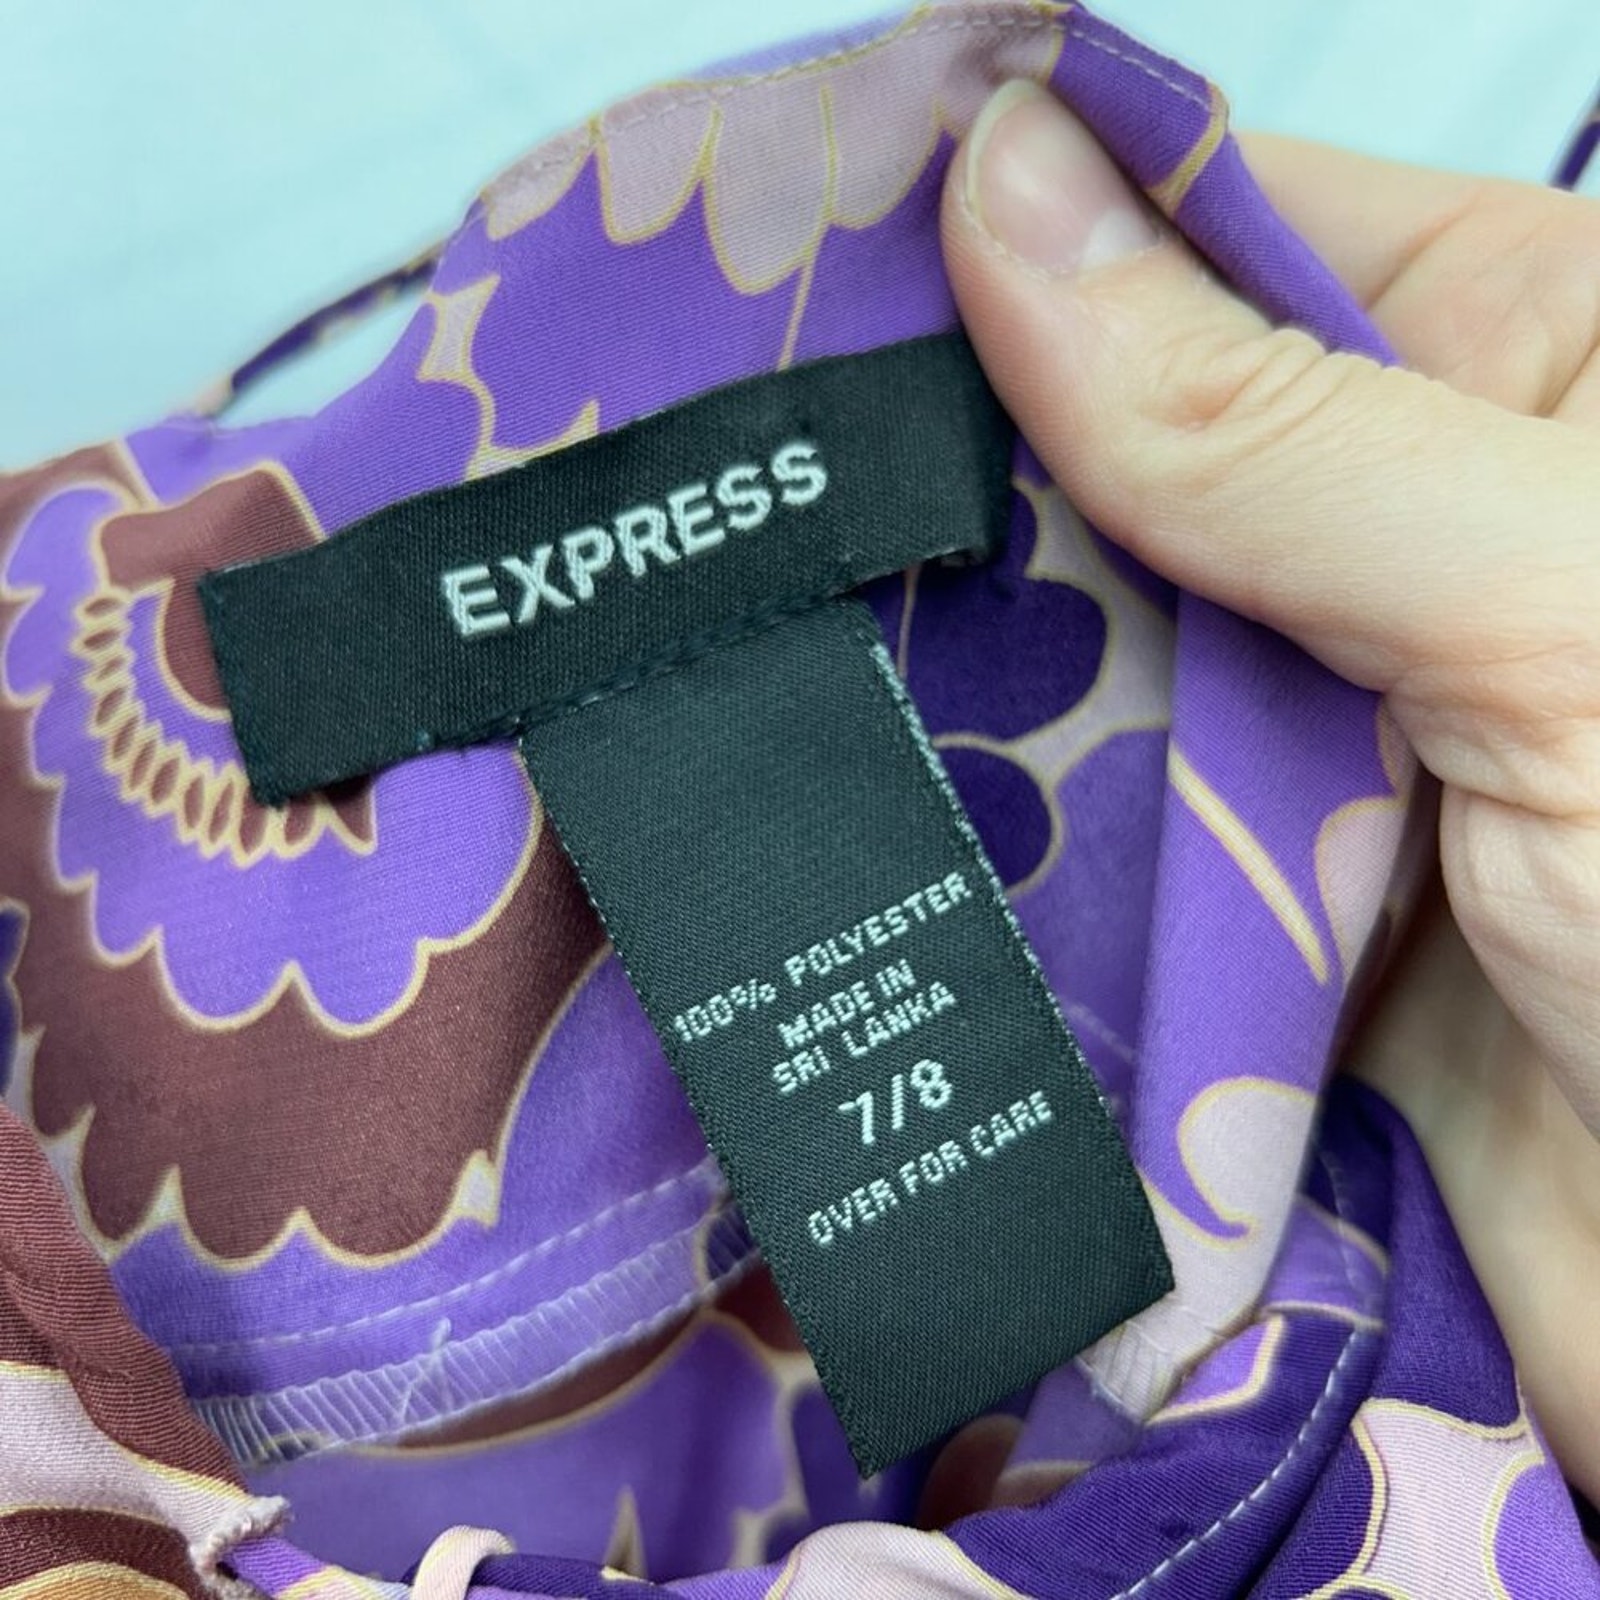 EXPRESS
100% POLYESTER
MADE IN
SRI LANKA
7/8
OVER FOR CARE